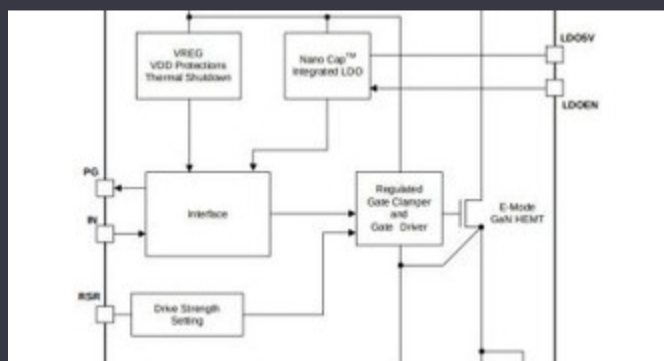 VREG
VDD Protections
Thermal Shutdown
Nano Cap™
Integrated LDO
LDO5V
LDOEN
PG
IN
RSR
Interface
Regulated
Gate Clamper
and
Gate Driver
E-Mode
GaN HEMT
Drive Strength
Setting